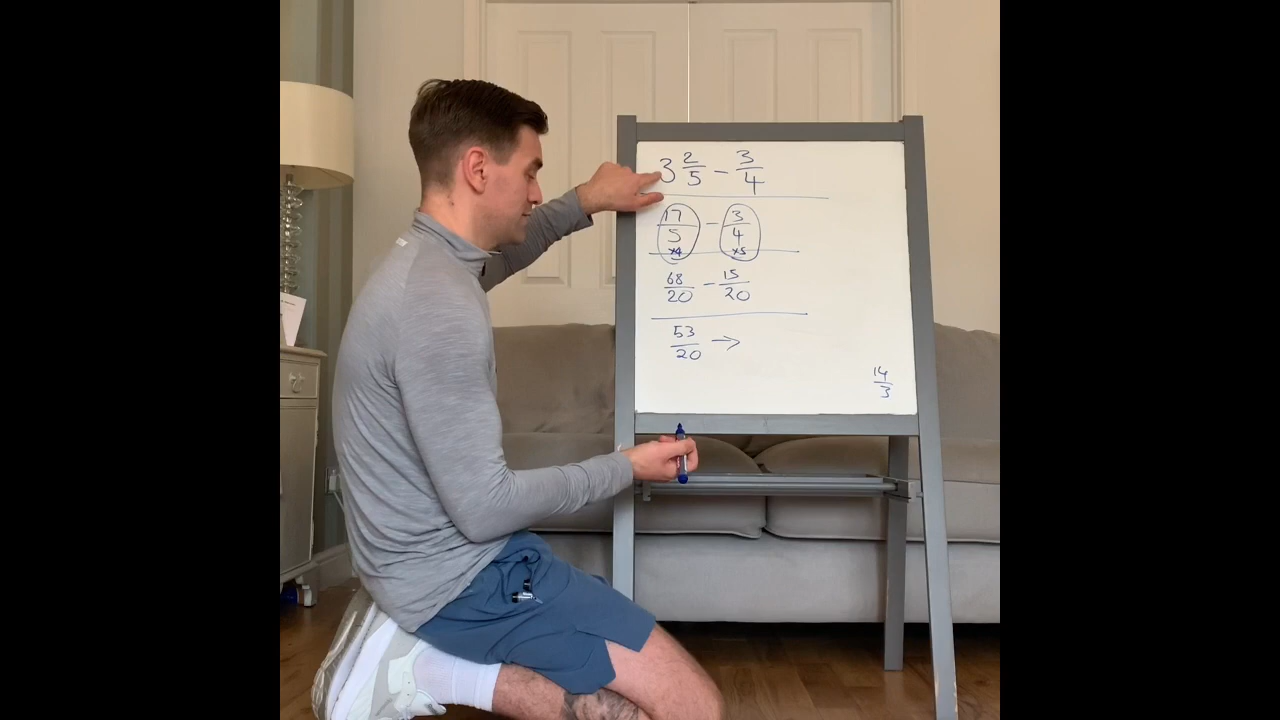 3 2/5 − 3/4
17/5 − 3/4
×4 ×5
68/20 − 15/20
53/20 →
14/3